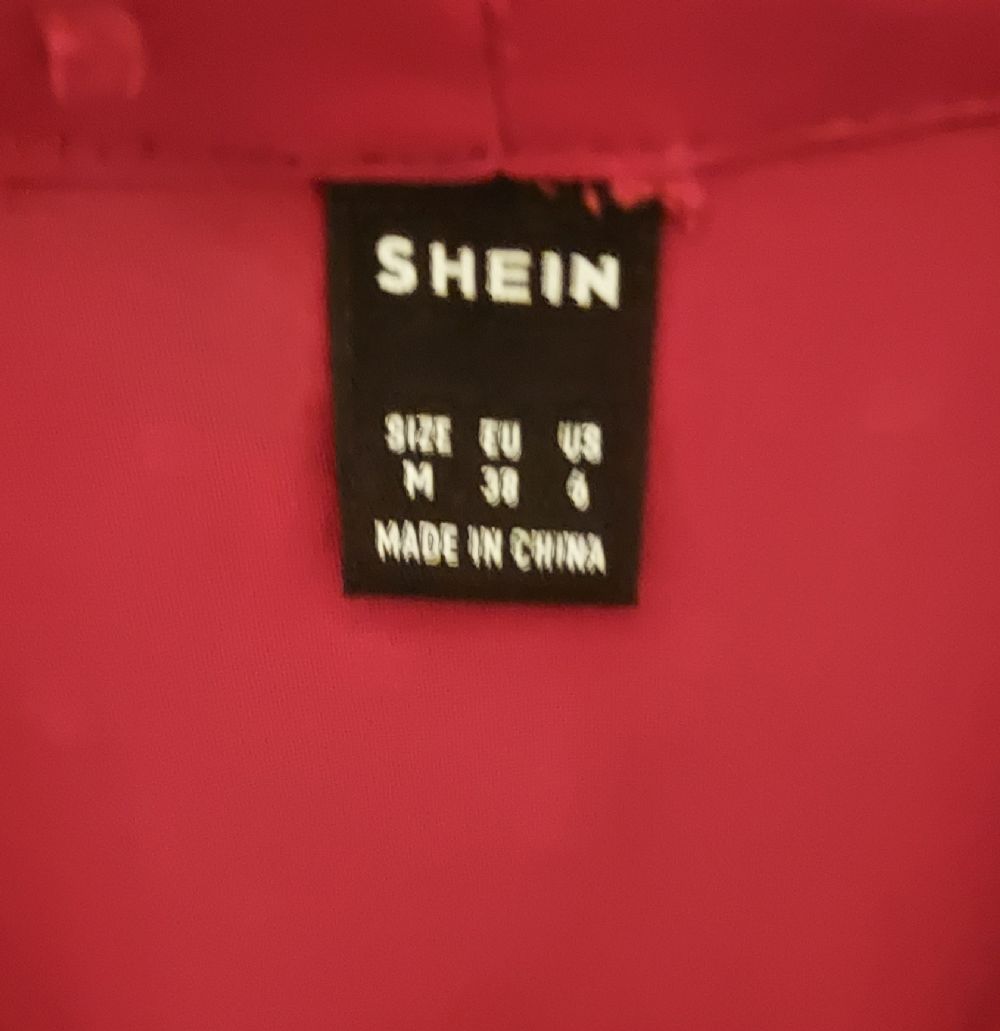 SHEIN
SIZE EU US
M 38 6
MADE IN CHINA